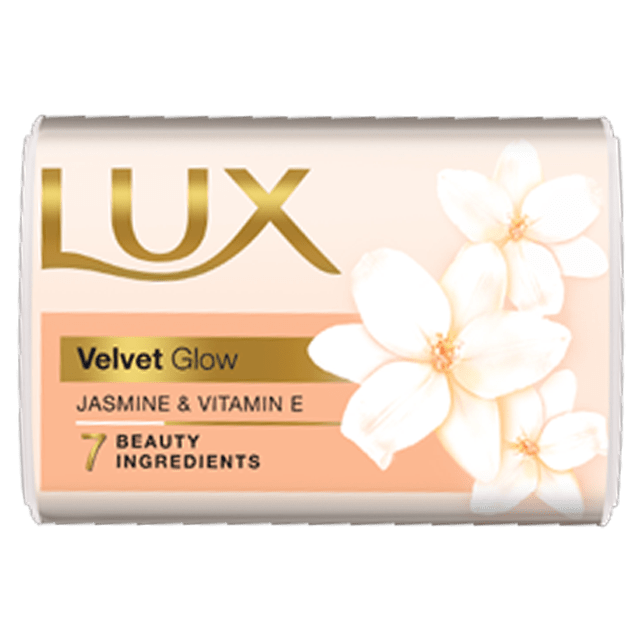 LUX
Velvet Glow
JASMINE & VITAMIN E
7 BEAUTY
INGREDIENTS